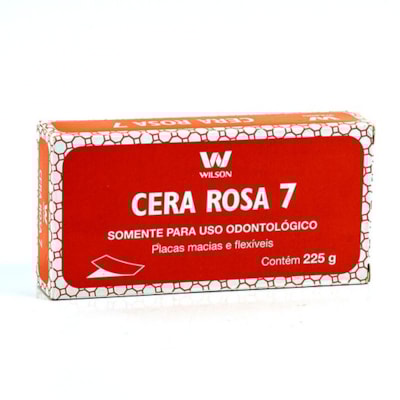 CERA ROSA 7
W
WILSON
CERA ROSA 7
SOMENTE PARA USO ODONTOLÓGICO
Placas macias e flexíveis
Contém 225 g